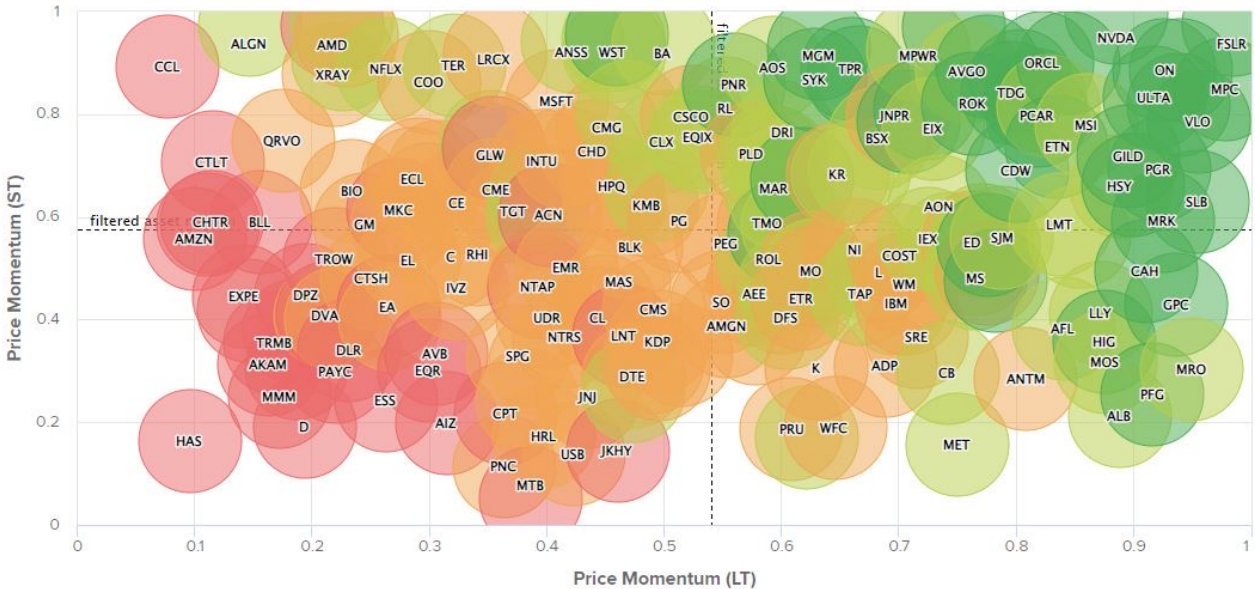 1
0.8
0.6
0.4
0.2
0
Price Momentum (ST)
ALGN
AMD
CCL
XRAY
NFLX
COO
TER
LRCX
ANSS
WST
BA
AOS
MGM
SYK
TPR
MPWR
AVGO
ORCL
NVDA
FSLR
ON
MPC
ULTA
PNR
MSFT
RL
ROK
TDG
PCAR
MSI
VLO
QRVO
CMG
CSCO
EQIX
CLX
DRI
JNPR
BSX
EIX
ETN
CTLT
GLW
INTU
CHD
PLD
GILD
PGR
CDW
BIO
ECL
CME
HPQ
MAR
KR
HSY
SLB
MKC
CE
TGT
ACN
KMB
AON
LMT
MRK
filtered asset
CHTR
BLL
GM
PG
TMO
AMZN
IEX
ED
SJM
TROW
EL
C
RHI
EMR
BLK
PEG
ROL
NI
COST
CTSH
MO
L
MS
CAH
EXPE
DPZ
IVZ
NTAP
MAS
SO
AEE
ETR
TAP
WM
IBM
GPC
DVA
EA
UDR
CL
CMS
AMGN
DFS
LLY
AFL
TRMB
NTRS
LNT
KDP
SRE
HIG
AKAM
DLR
AVB
SPG
EQR
PAYC
DTE
K
ADP
CB
ANTM
MOS
MRO
MMM
ESS
CPT
JNJ
PFG
D
AIZ
ALB
HAS
HRL
USB
JKHY
PRU
WFC
MET
PNC
MTB
filtered
0 0.1 0.2 0.3 0.4 0.5 0.6 0.7 0.8 0.9 1
Price Momentum (LT)